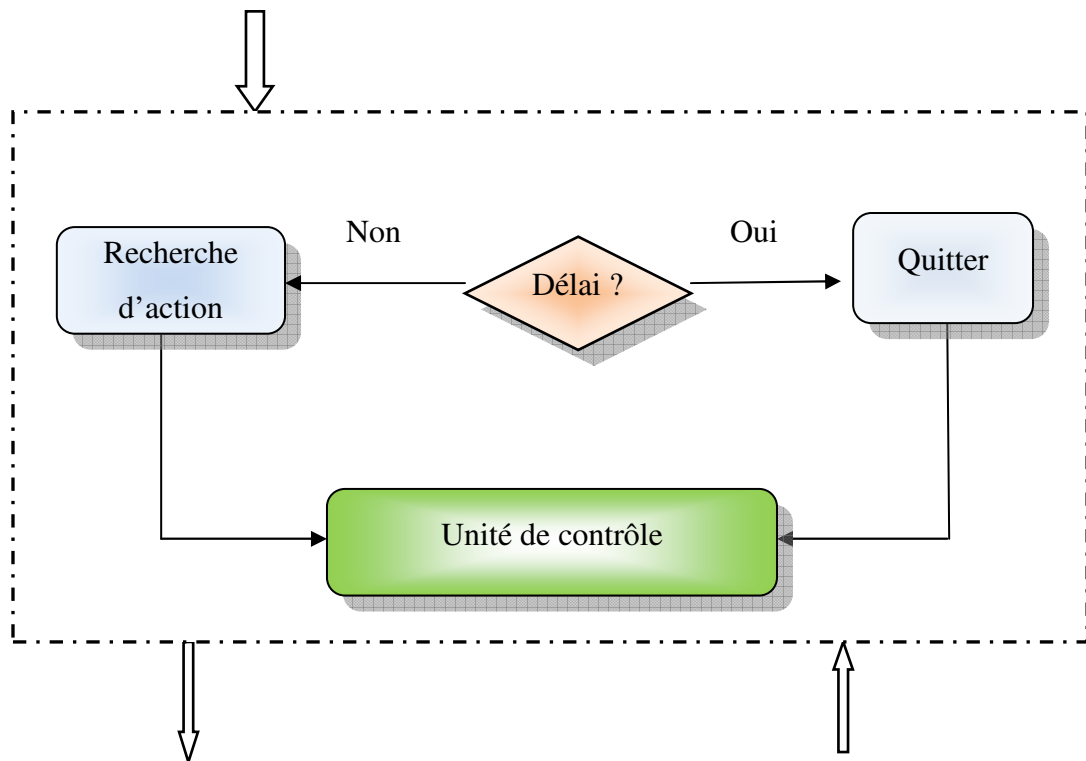 Non
Oui
Recherche
d’action
Délai ?
Quitter
Unité de contrôle